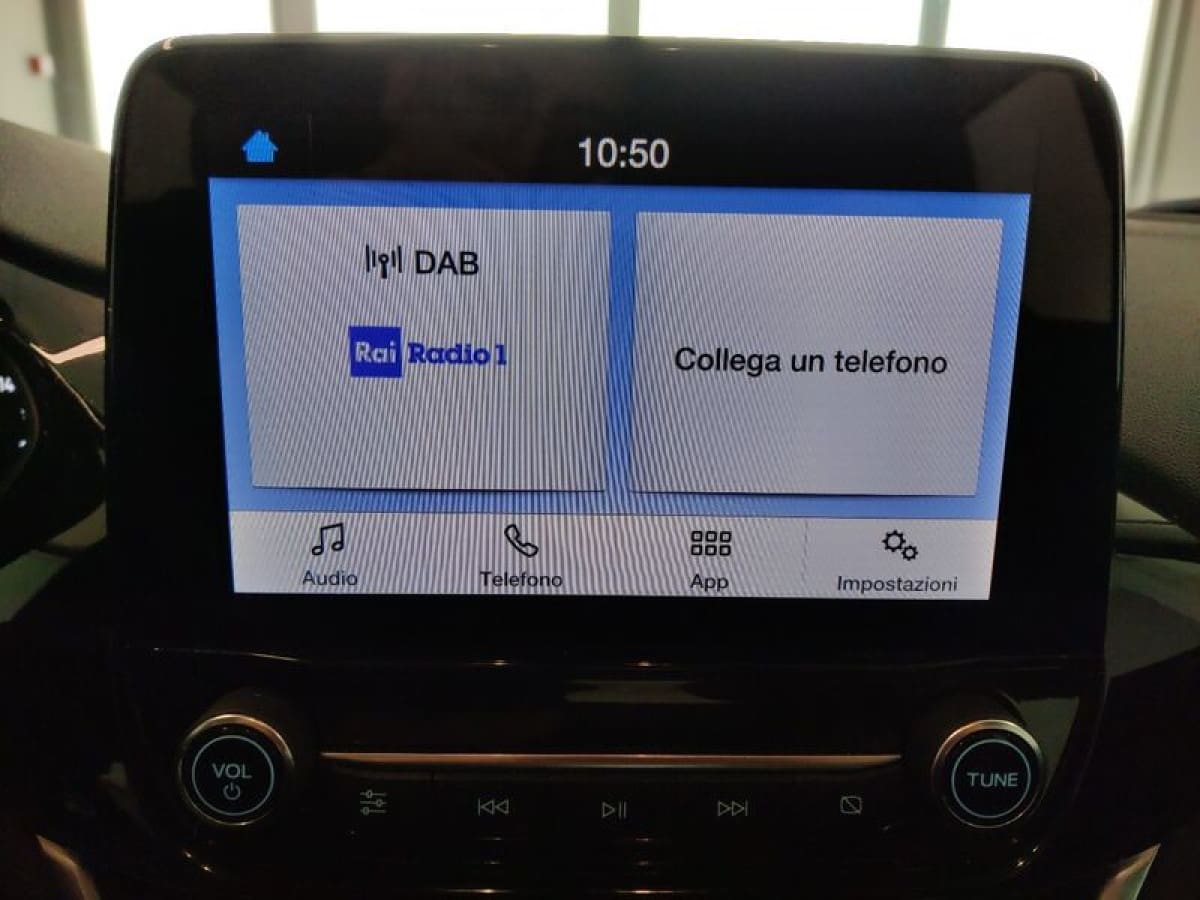 10:50
DAB
Rai Radio 1
Collega un telefono
Audio
Telefono
App
Impostazioni
VOL
TUNE